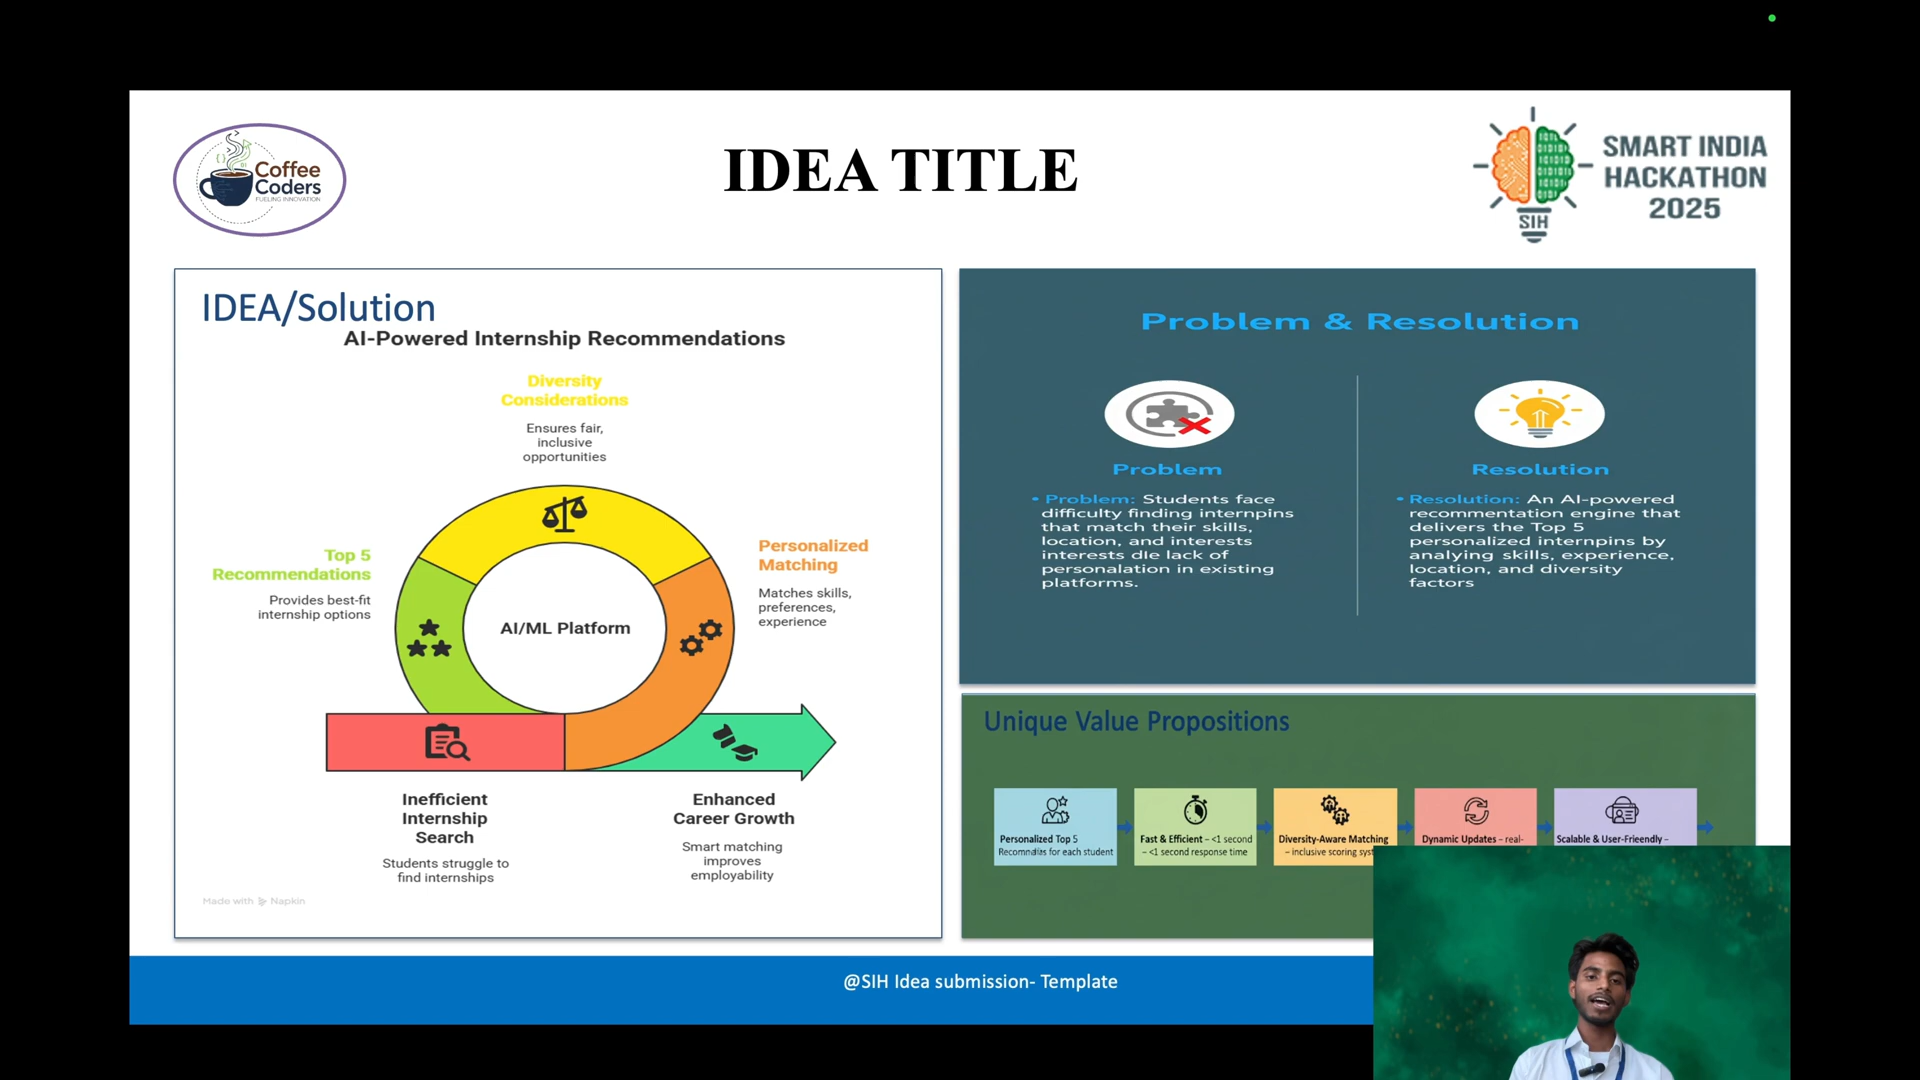 Coffee
Coders
FUELING INNOVATION
IDEA TITLE
SMART INDIA
HACKATHON
2025
SIH
IDEA/Solution
AI-Powered Internship Recommendations
Diversity
Considerations
Ensures fair,
inclusive
opportunities
Top 5
Recommendations
Provides best-fit
internship options
Personalized
Matching
Matches skills,
preferences,
experience
AI/ML Platform
Inefficient
Internship
Search
Students struggle to
find internships
Enhanced
Career Growth
Smart matching
improves
employability
Made with Napkin
Problem & Resolution
Problem
• Problem: Students face
difficulty finding internpins
that match their skills,
location, and interests
interests die lack of
personalation in existing
platforms.
Resolution
• Resolution: An AI-powered
recommentation engine that
delivers the Top 5
personalized internpins by
analying skills, experience,
location, and diversity
factors
Unique Value Propositions
Personalized Top 5
for each student
Fast & Efficient – <1 second
– <1 second response time
Diversity-Aware Matching
– inclusive scoring
Dynamic Updates – real-
Scalable & User-Frieendly –
@SIH Idea submission- Template